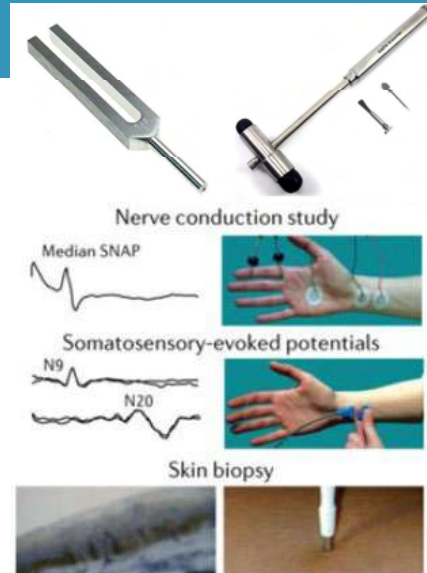 Nerve conduction study
Median SNAP
Somatosensory-evoked potentials
N9
N20
Skin biopsy